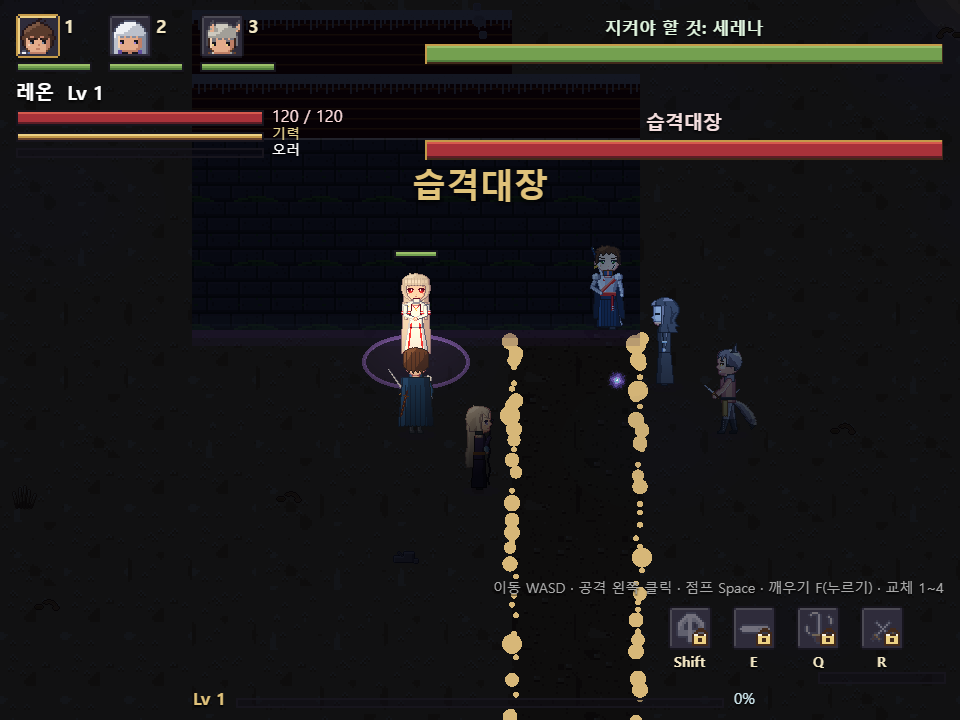 1
2
3
지켜야 할 것: 세레나
레온 Lv 1
120 / 120
기력
오러
습격대장
습격대장
이동 WASD · 공격 왼쪽 클릭 · 점프 Space · 깨우기 F(누르기) · 교체 1~4
Shift
E
Q
R
Lv 1
0%